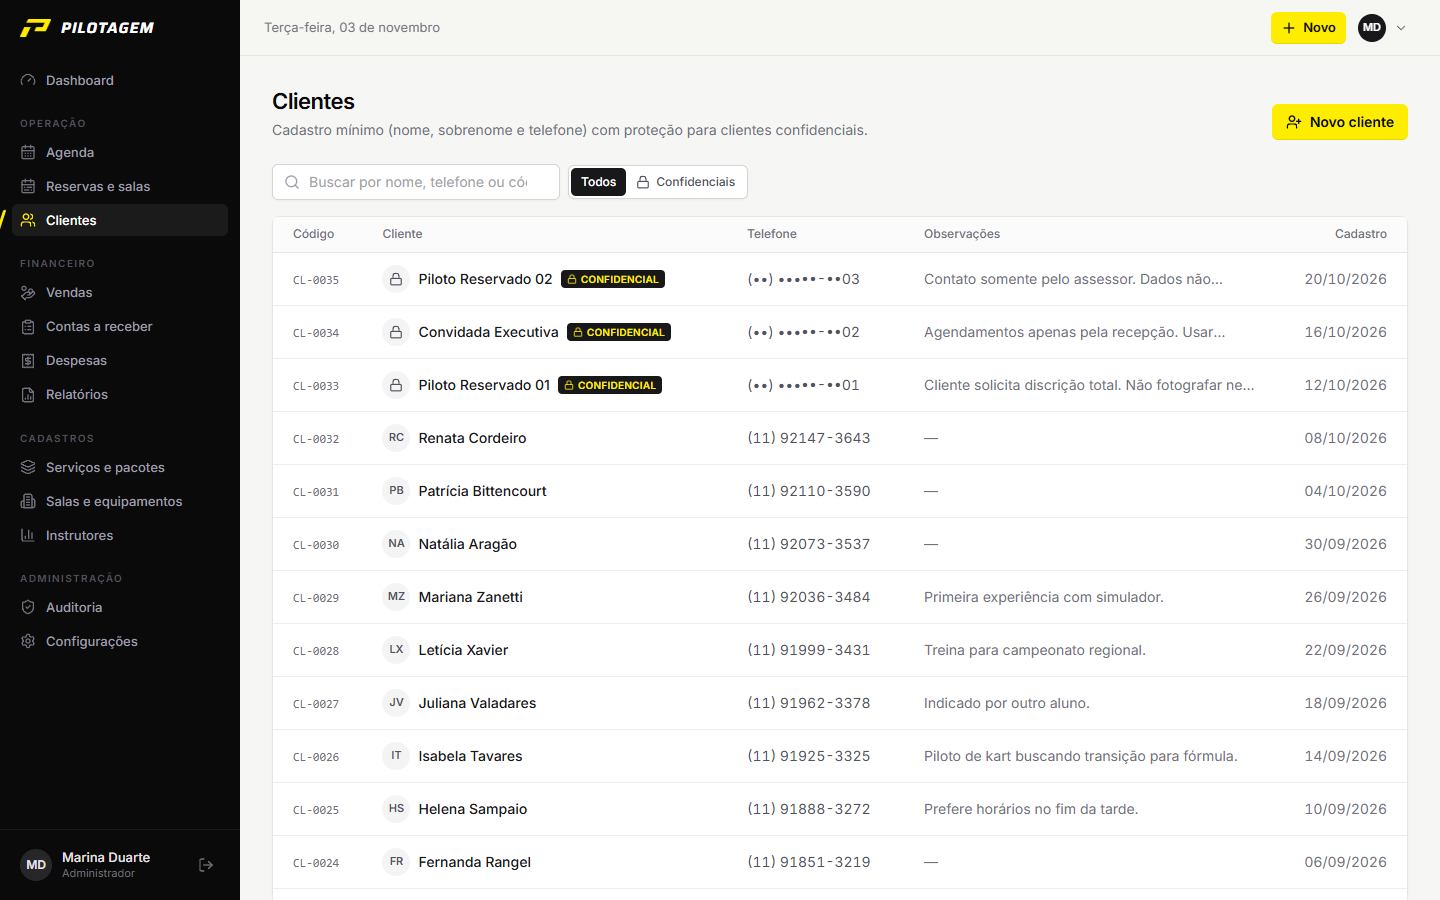 PILOTAGEM
Terça-feira, 03 de novembro
Novo
MD
Dashboard
OPERAÇÃO
Agenda
Reservas e salas
Clientes
FINANCEIRO
Vendas
Contas a receber
Despesas
Relatórios
CADASTROS
Serviços e pacotes
Salas e equipamentos
Instrutores
ADMINISTRAÇÃO
Auditoria
Configurações
MD
Marina Duarte
Administrador
Clientes
Cadastro mínimo (nome, sobrenome e telefone) com proteção para clientes confidenciais.
Novo cliente
Buscar por nome, telefone ou có
Todos
Confidenciais
Código Cliente Telefone Observações Cadastro
CL-0035 Piloto Reservado 02 CONFIDENCIAL (••) •••••-••03 Contato somente pelo assessor. Dados não... 20/10/2026
CL-0034 Convidada Executiva CONFIDENCIAL (••) •••••-••02 Agendamentos apenas pela recepção. Usar... 16/10/2026
CL-0033 Piloto Reservado 01 CONFIDENCIAL (••) •••••-••01 Cliente solicita discrição total. Não fotografar ne... 12/10/2026
CL-0032 RC Renata Cordeiro (11) 92147-3643 — 08/10/2026
CL-0031 PB Patrícia Bittencourt (11) 92110-3590 — 04/10/2026
CL-0030 NA Natália Aragão (11) 92073-3537 — 30/09/2026
CL-0029 MZ Mariana Zanetti (11) 92036-3484 Primeira experiência com simulador. 26/09/2026
CL-0028 LX Letícia Xavier (11) 91999-3431 Treina para campeonato regional. 22/09/2026
CL-0027 JV Juliana Valadares (11) 91962-3378 Indicado por outro aluno. 18/09/2026
CL-0026 IT Isabela Tavares (11) 91925-3325 Piloto de kart buscando transição para fórmula. 14/09/2026
CL-0025 HS Helena Sampaio (11) 91888-3272 Prefere horários no fim da tarde. 10/09/2026
CL-0024 FR Fernanda Rangel (11) 91851-3219 — 06/09/2026